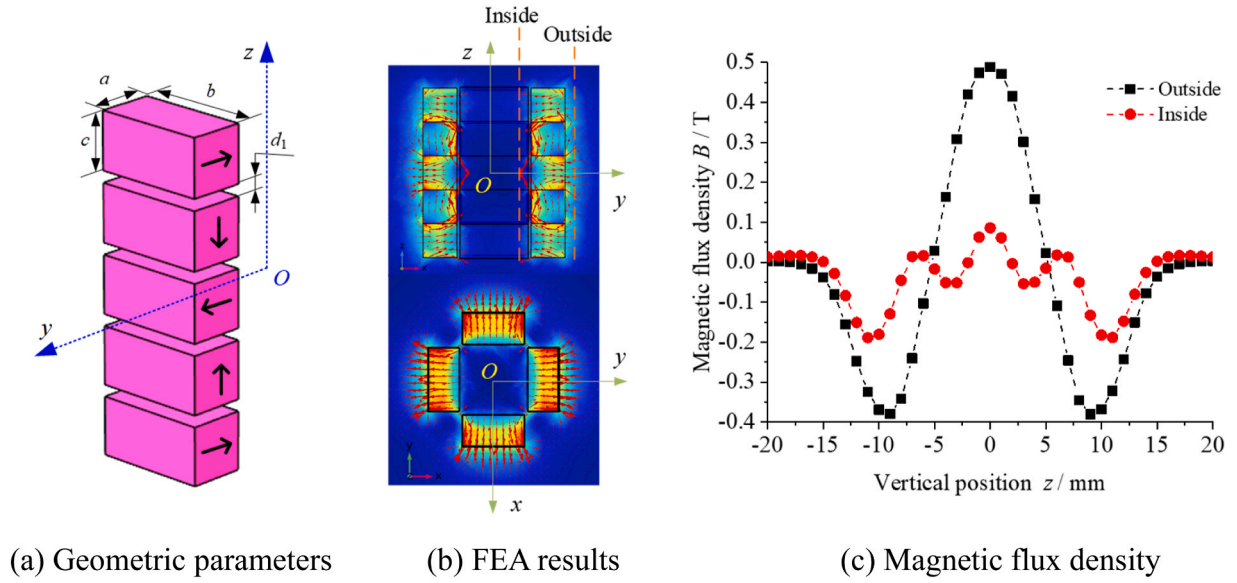 z
a
b
c
d1
O
y
(a) Geometric parameters
Inside
Outside
z
O
y
z
x
y
O
y
x
x
(b) FEA results
Magnetic flux density B / T
0.5
0.4
0.3
0.2
0.1
0.0
-0.1
-0.2
-0.3
-0.4
-20 -15 -10 -5 0 5 10 15 20
Vertical position z / mm
Outside
Inside
(c) Magnetic flux density